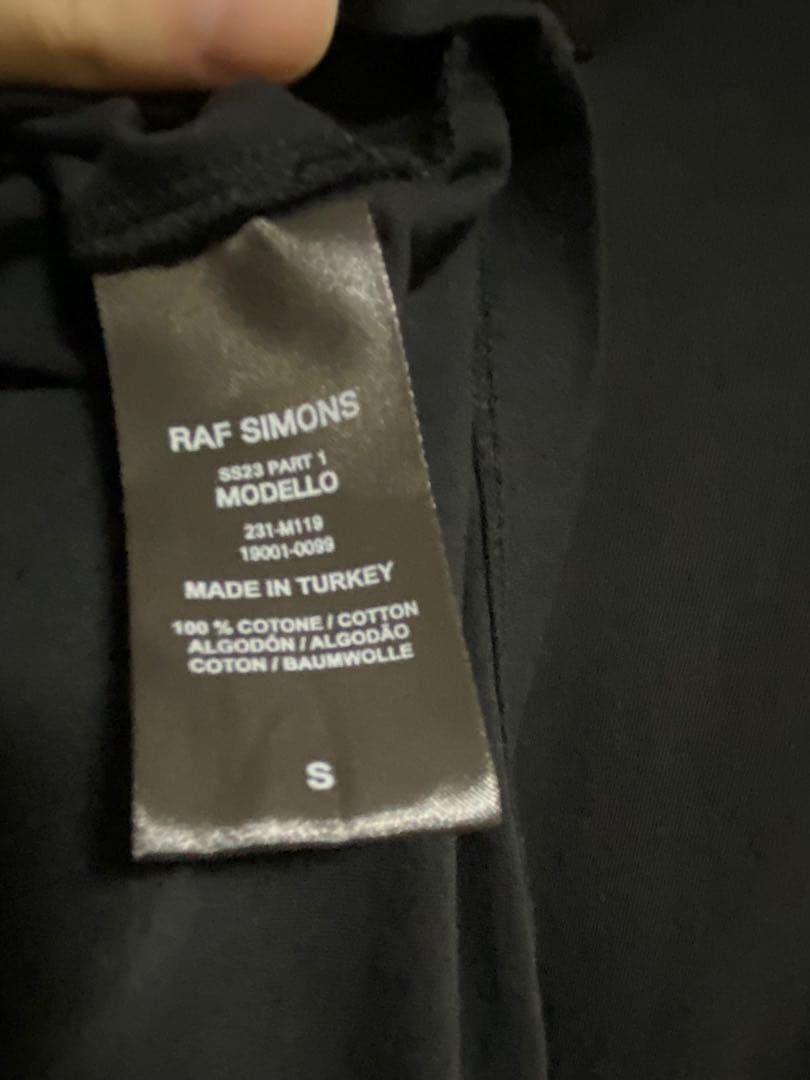 RAF SIMONS
SS23 PART 1
MODELLO
231-M119
19001-0099
MADE IN TURKEY
100 % COTONE / COTTON
ALGODÓN / ALGODÃO
COTON / BAUMWOLLE
S